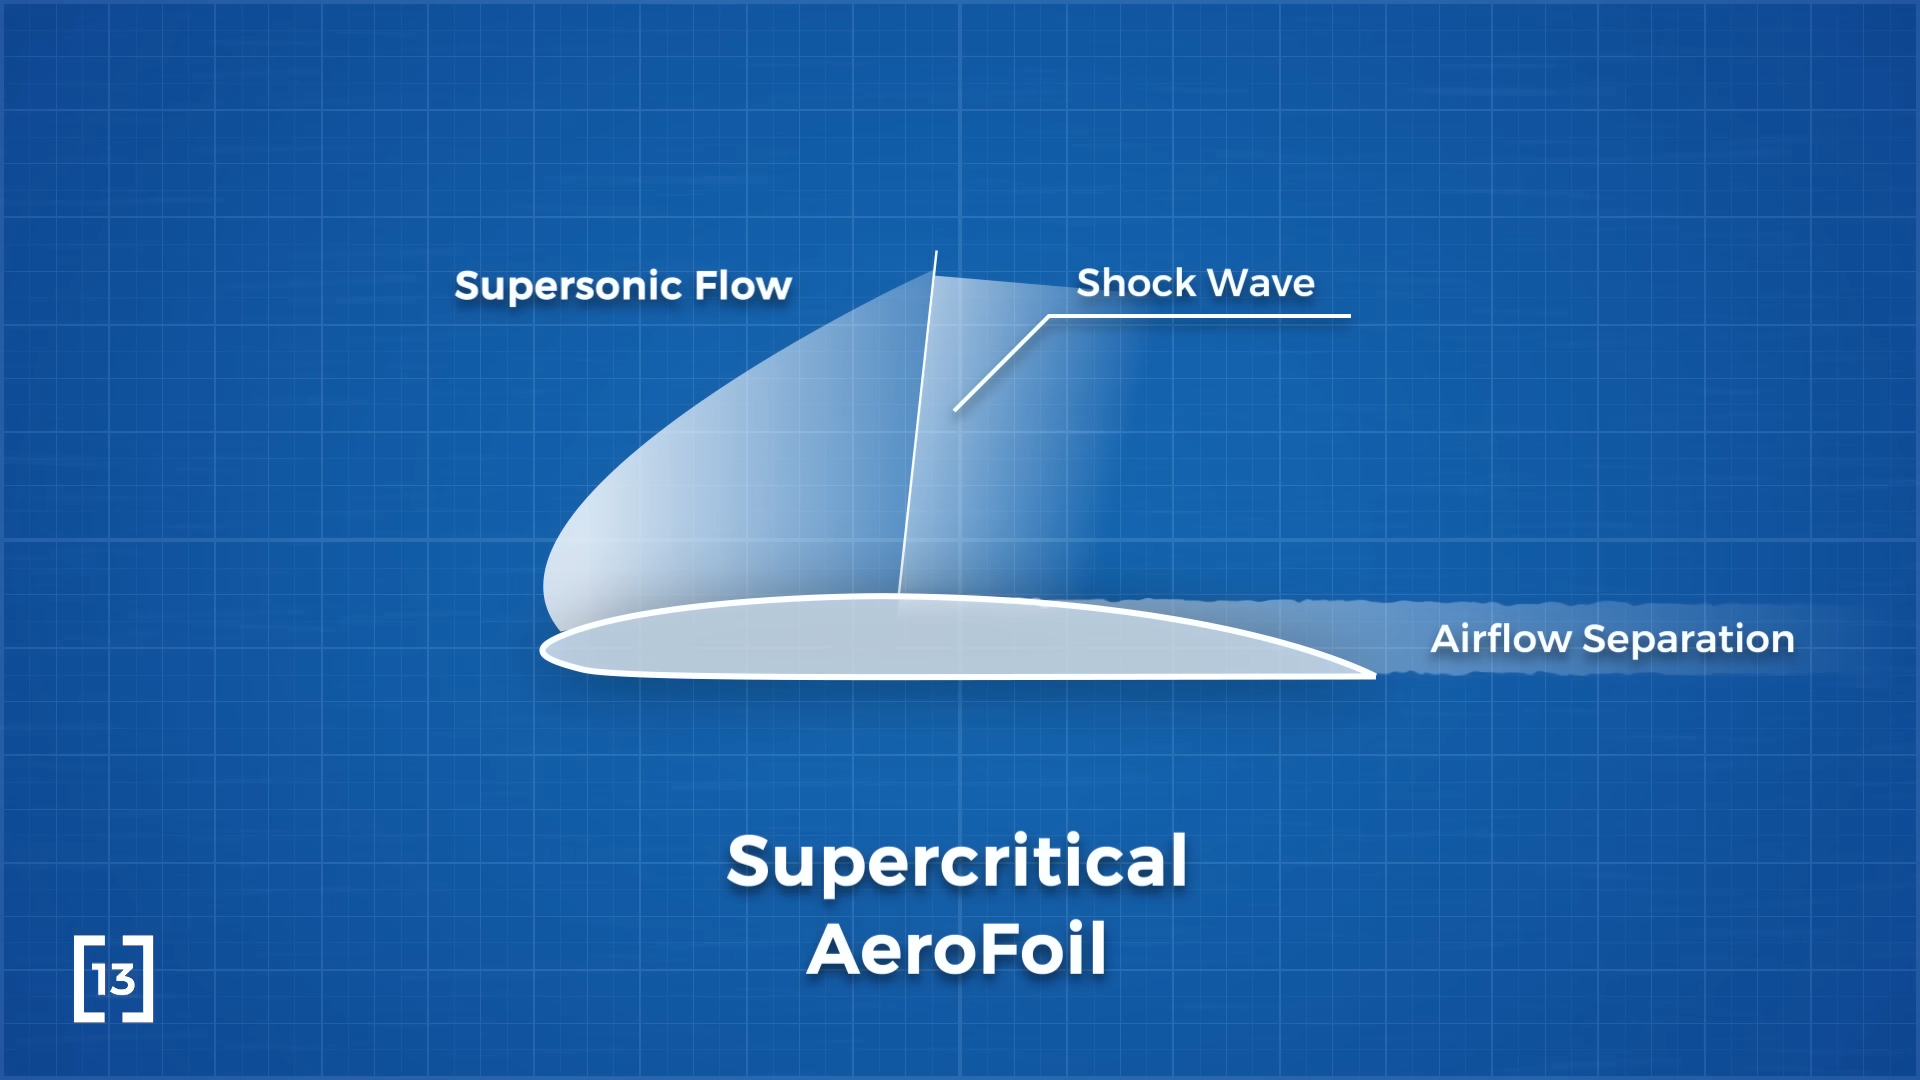 Supersonic Flow
Shock Wave
Airflow Separation
Supercritical
AeroFoil
[13]